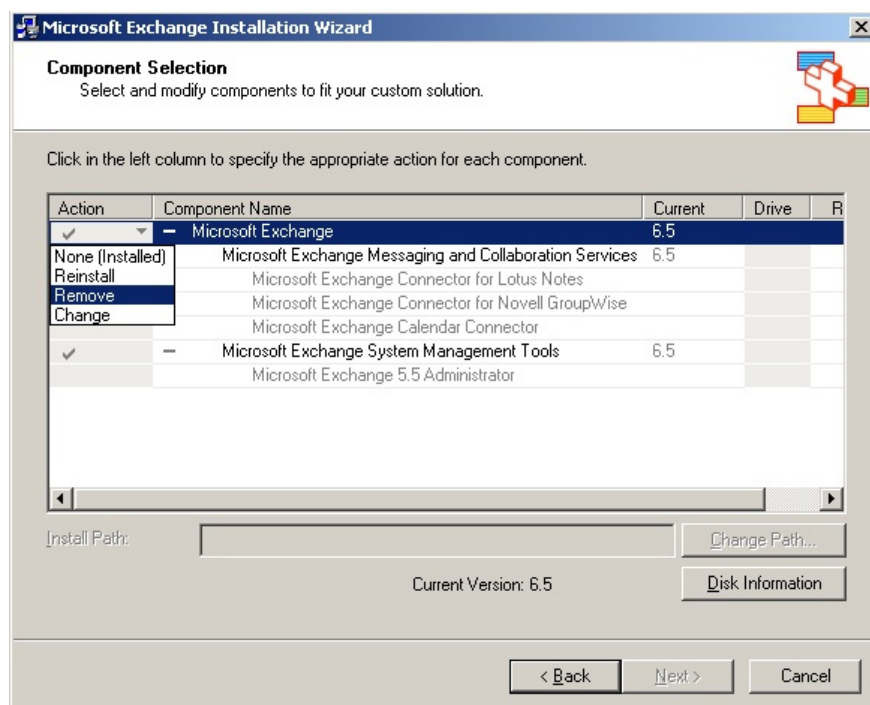 Microsoft Exchange Installation Wizard
Component Selection
Select and modify components to fit your custom solution.
Click in the left column to specify the appropriate action for each component.
Action Component Name Current Drive R
Microsoft Exchange 6.5
None (Installed) Microsoft Exchange Messaging and Collaboration Services 6.5
Reinstall Microsoft Exchange Connector for Lotus Notes
Remove Microsoft Exchange Connector for Novell GroupWise
Change Microsoft Exchange Calendar Connector
Microsoft Exchange System Management Tools 6.5
Microsoft Exchange 5.5 Administrator
Install Path: Change Path...
Current Version: 6.5 Disk Information
< Back Next > Cancel